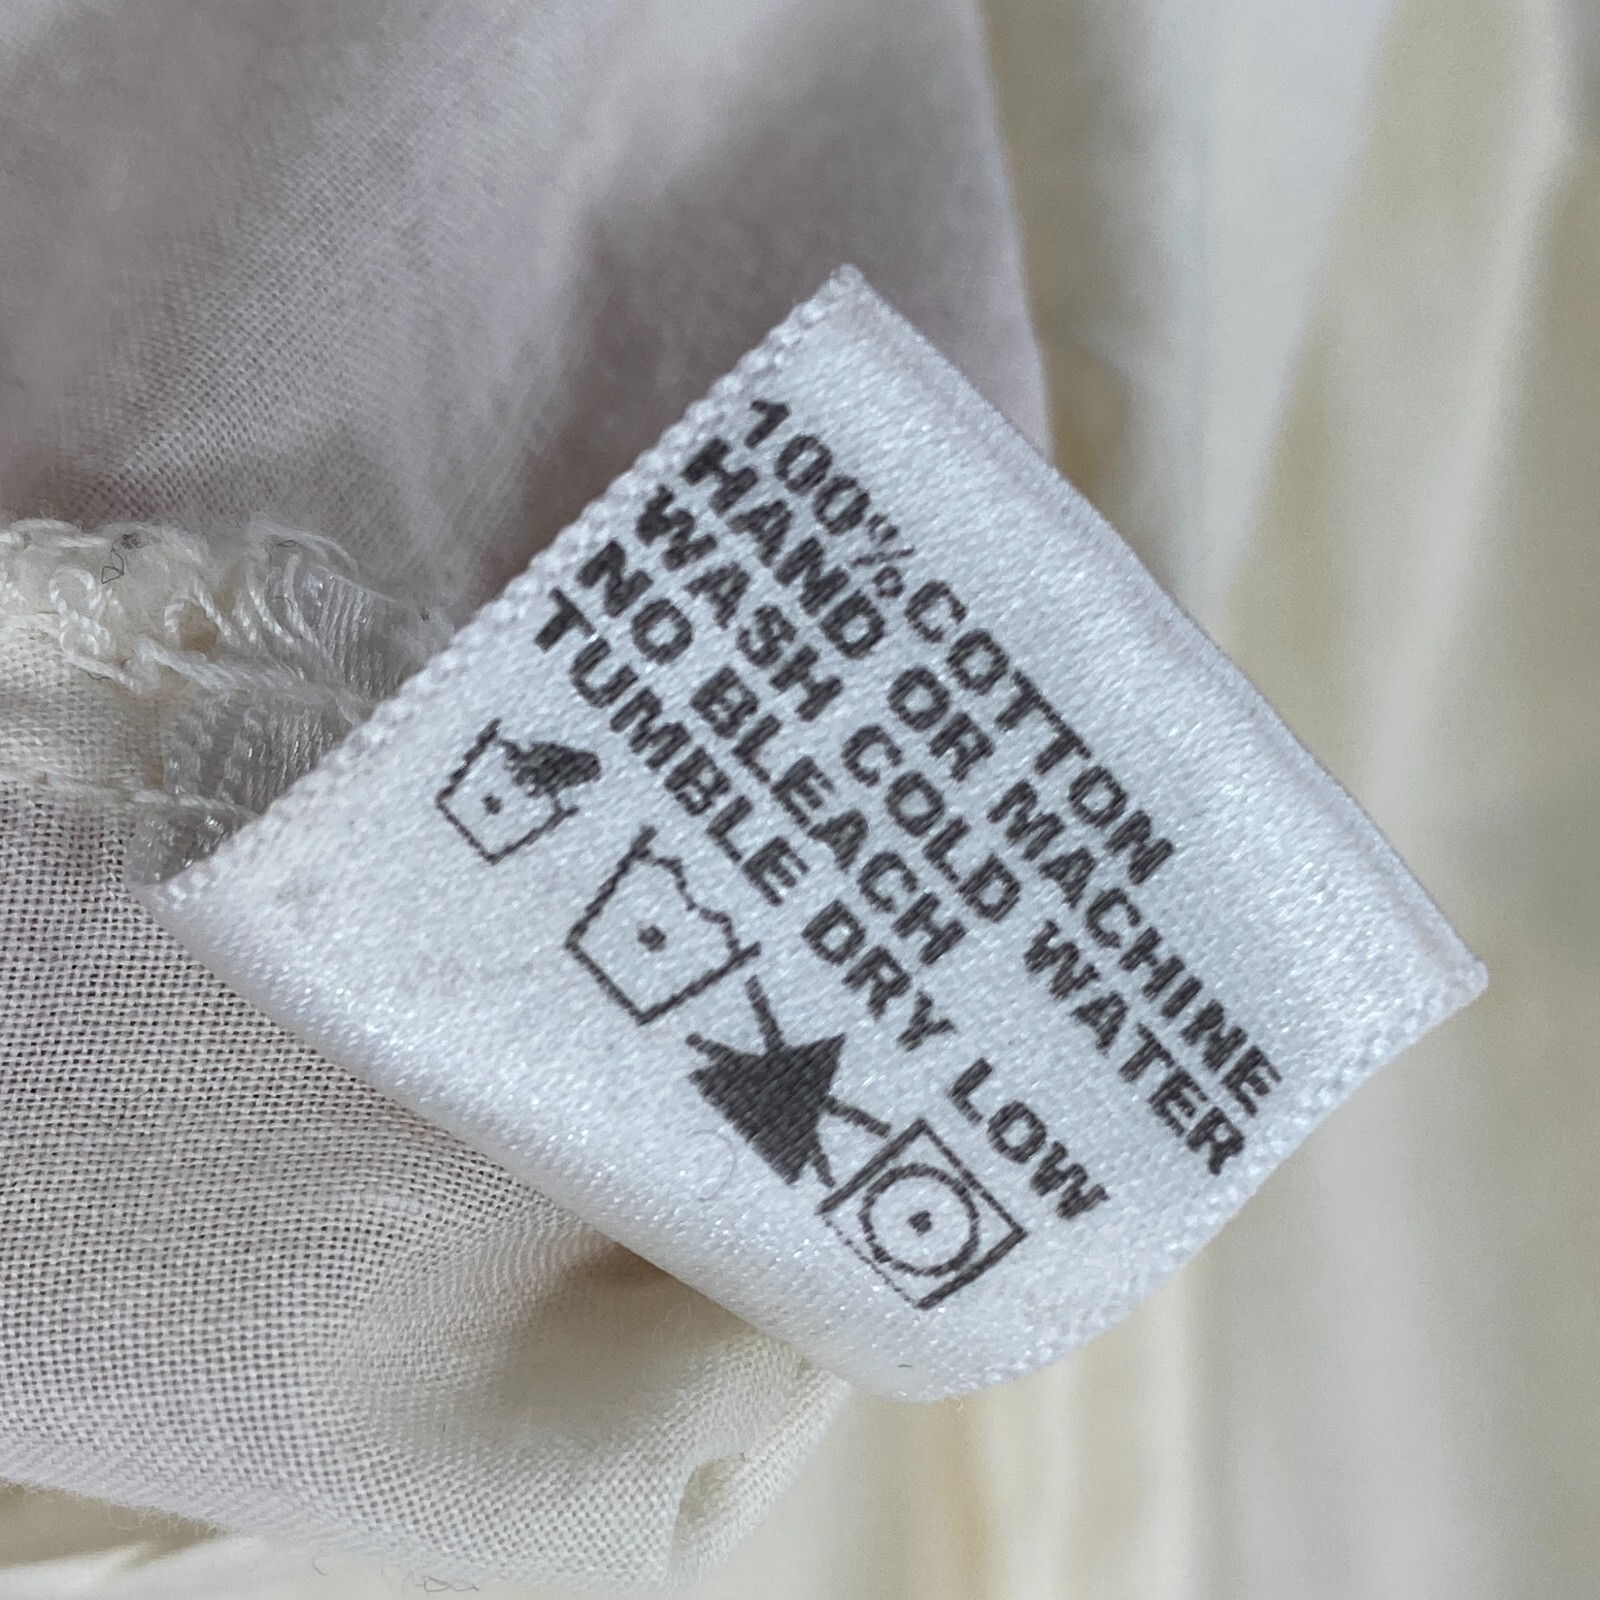 100%COTTON
HAND OR MACHINE
WASH COLD WATER
NO BLEACH
TUMBLE DRY LOW